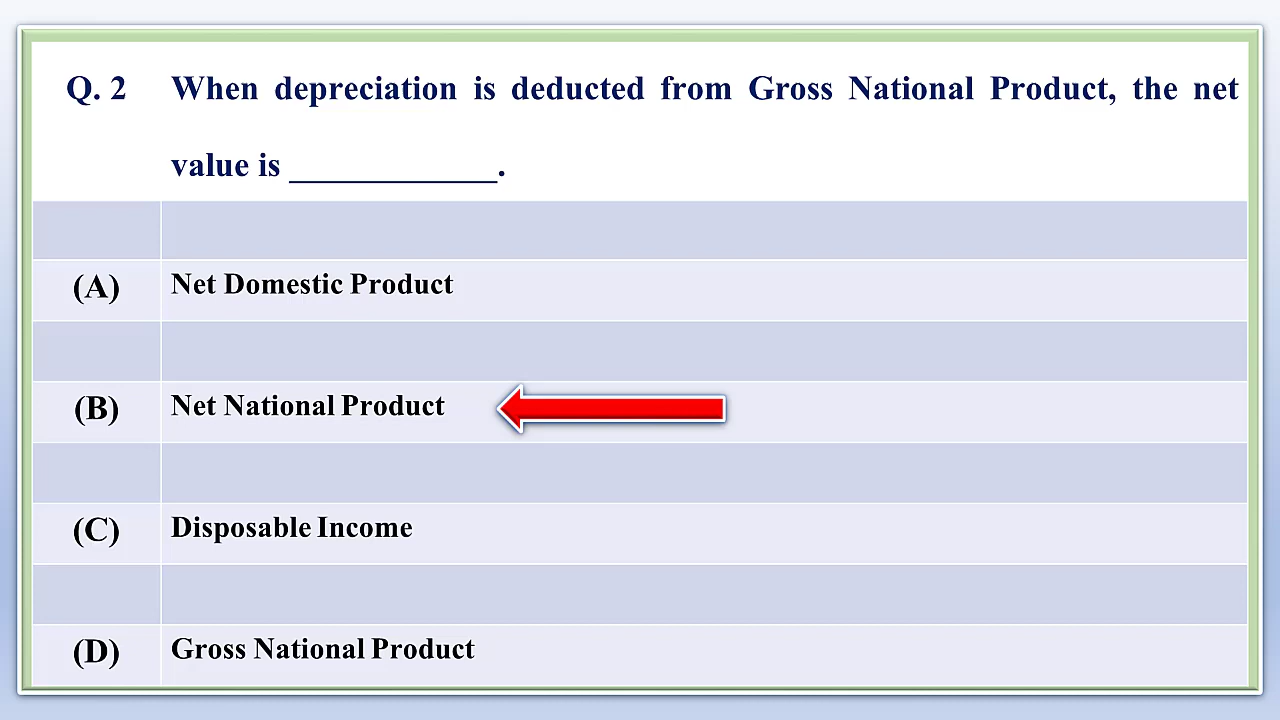 Q. 2 When depreciation is deducted from Gross National Product, the net
value is _____________.
(A) Net Domestic Product
(B) Net National Product
(C) Disposable Income
(D) Gross National Product